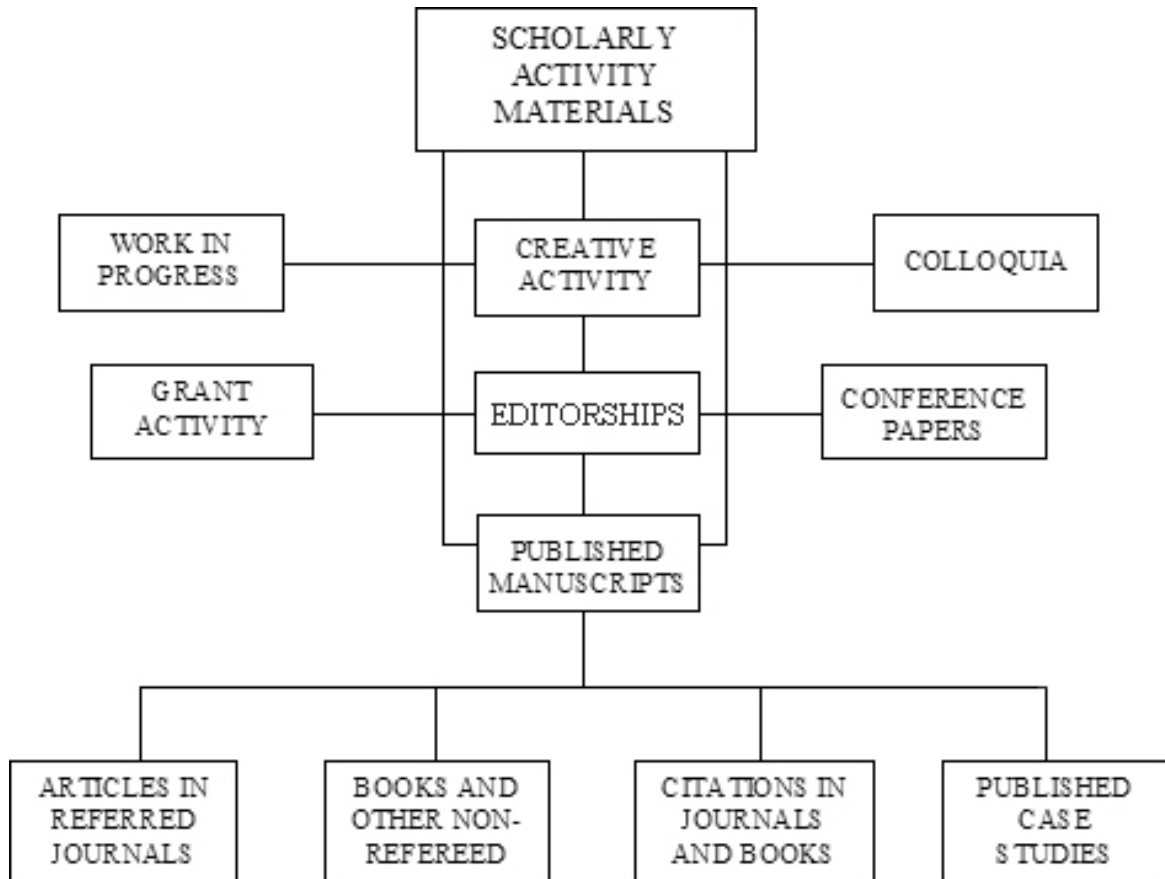 SCHOLARLY
ACTIVITY
MATERIALS
WORK IN
PROGRESS
CREATIVE
ACTIVITY
COLLOQUIA
GRANT
ACTIVITY
EDITORSHIPS
CONFERENCE
PAPERS
PUBLISHED
MANUSCRIPTS
ARTICLES IN
REFERRED
JOURNALS
BOOKS AND
OTHER NON-
REFEREED
CITATIONS IN
JOURNALS
AND BOOKS
PUBLISHED
CASE
STUDIES